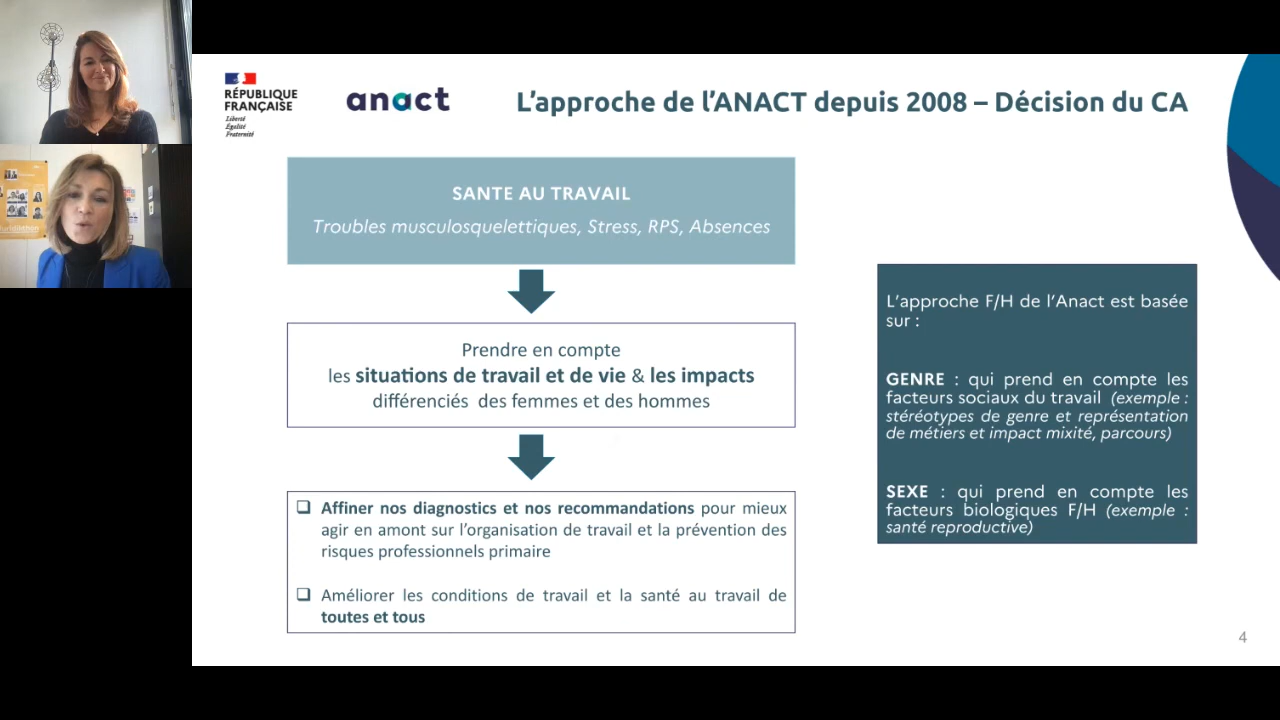 RÉPUBLIQUE
FRANÇAISE
Liberté
Égalité
Fraternité
anact
L'approche de l'ANACT depuis 2008 – Décision du CA
SANTE AU TRAVAIL
Troubles musculosquelettiques, Stress, RPS, Absences
Prendre en compte
les situations de travail et de vie & les impacts
différenciés des femmes et des hommes
Affiner nos diagnostics et nos recommandations pour mieux
agir en amont sur l'organisation de travail et la prévention des
risques professionnels primaire
Améliorer les conditions de travail et la santé au travail de
toutes et tous
L'approche F/H de l'Anact est basée
sur :
GENRE : qui prend en compte les
facteurs sociaux du travail (exemple :
stéréotypes de genre et représentation
de métiers et impact mixité, parcours)
SEXE : qui prend en compte les
facteurs biologiques F/H (exemple :
santé reproductive)
4